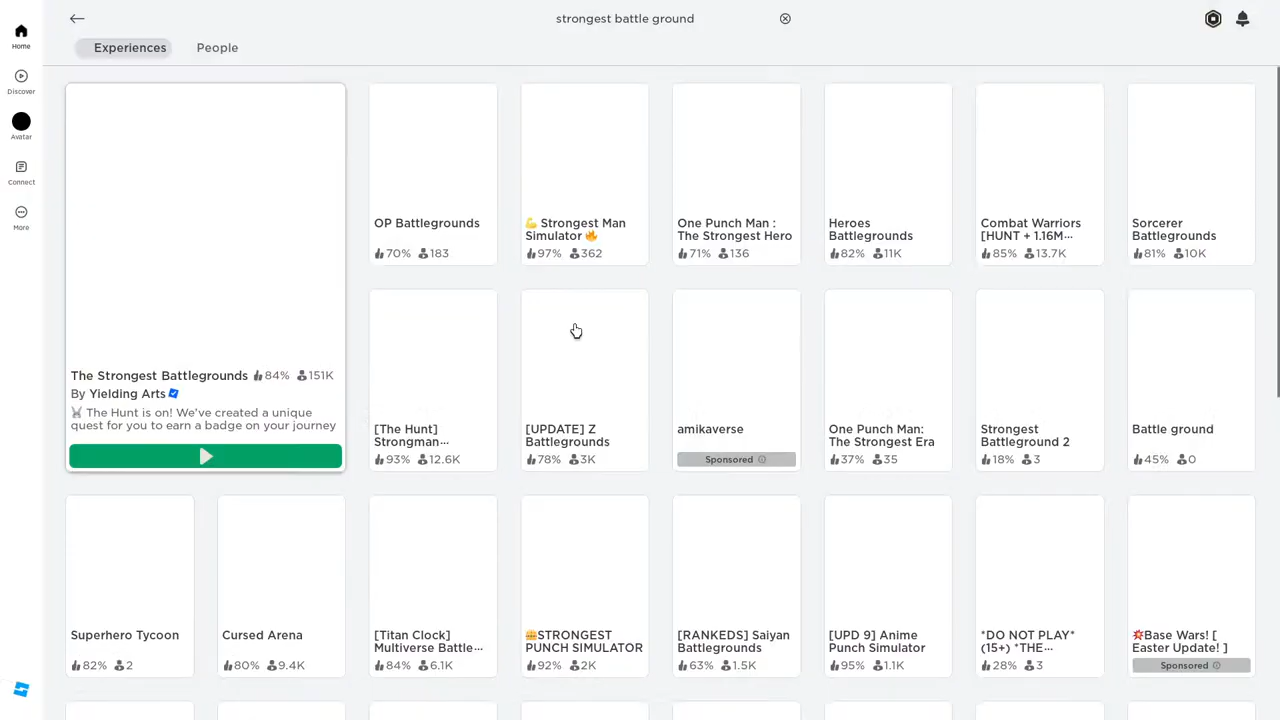 strongest battle ground
Home
Experiences
People
Discover
Avatar
Connect
More
The Strongest Battlegrounds 84% 151K
By Yielding Arts
🐰 The Hunt is on! We've created a unique
quest for you to earn a badge on your journey
OP Battlegrounds
70% 183
💪 Strongest Man
Simulator 🔥
97% 362
One Punch Man :
The Strongest Hero
71% 136
Heroes
Battlegrounds
82% 11K
Combat Warriors
[HUNT + 1.16M...
85% 13.7K
Sorcerer
Battlegrounds
81% 10K
[The Hunt]
Strongman...
93% 12.6K
[UPDATE] Z
Battlegrounds
78% 3K
amikaverse
Sponsored
One Punch Man:
The Strongest Era
37% 35
Strongest
Battleground 2
18% 3
Battle ground
45% 0
Superhero Tycoon
82% 2
Cursed Arena
80% 9.4K
[Titan Clock]
Multiverse Battle...
84% 6.1K
🍔STRONGEST
PUNCH SIMULATOR
92% 2K
[RANKEDS] Saiyan
Battlegrounds
63% 1.5K
[UPD 9] Anime
Punch Simulator
95% 1.1K
*DO NOT PLAY*
(15+) *THE...
28% 3
💥Base Wars! [
Easter Update! ]
Sponsored